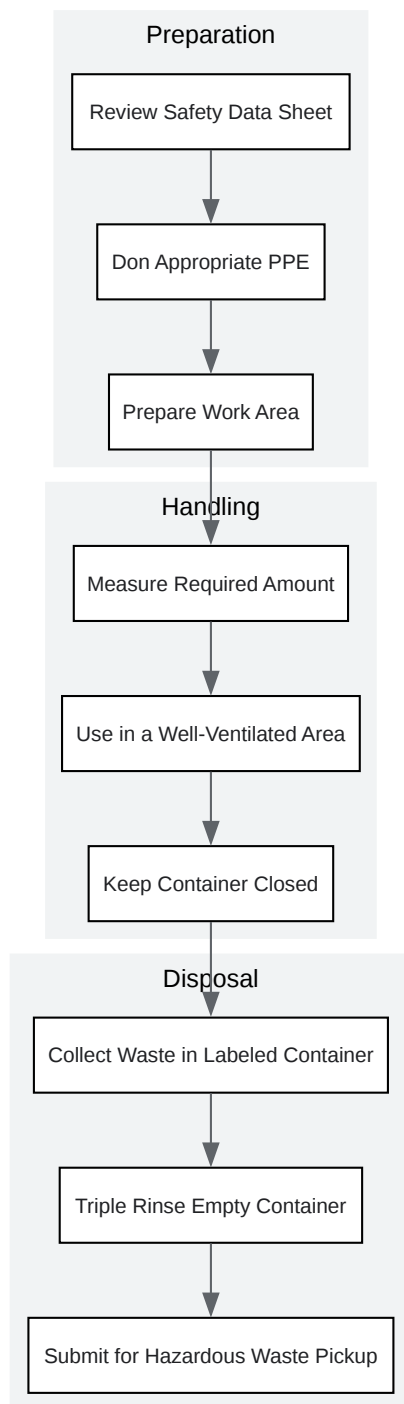 Preparation
Review Safety Data Sheet
Don Appropriate PPE
Prepare Work Area
Handling
Measure Required Amount
Use in a Well-Ventilated Area
Keep Container Closed
Disposal
Collect Waste in Labeled Container
Triple Rinse Empty Container
Submit for Hazardous Waste Pickup